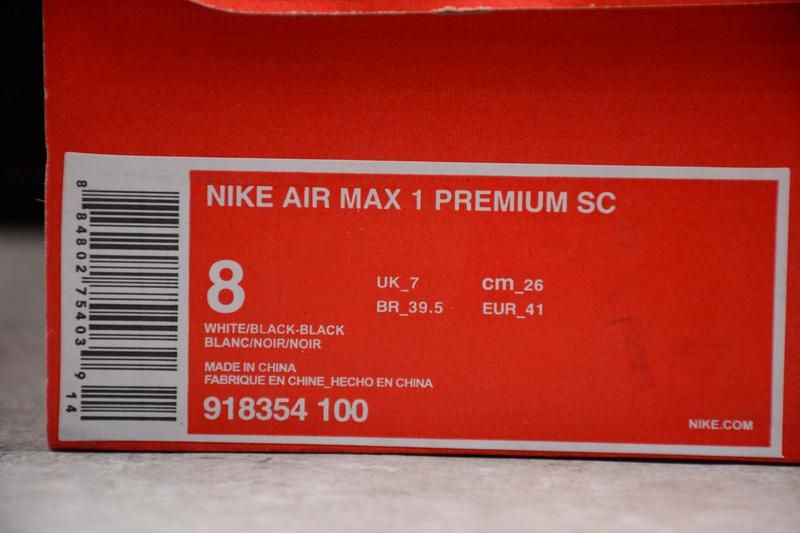 NIKE AIR MAX 1 PREMIUM SC
8
UK_7
cm_26
BR_39.5
EUR_41
WHITE/BLACK-BLACK
BLANC/NOIR/NOIR
MADE IN CHINA
FABRIQUE EN CHINE_HECHO EN CHINA
918354 100
NIKE.COM
8 84802 75403 9 14